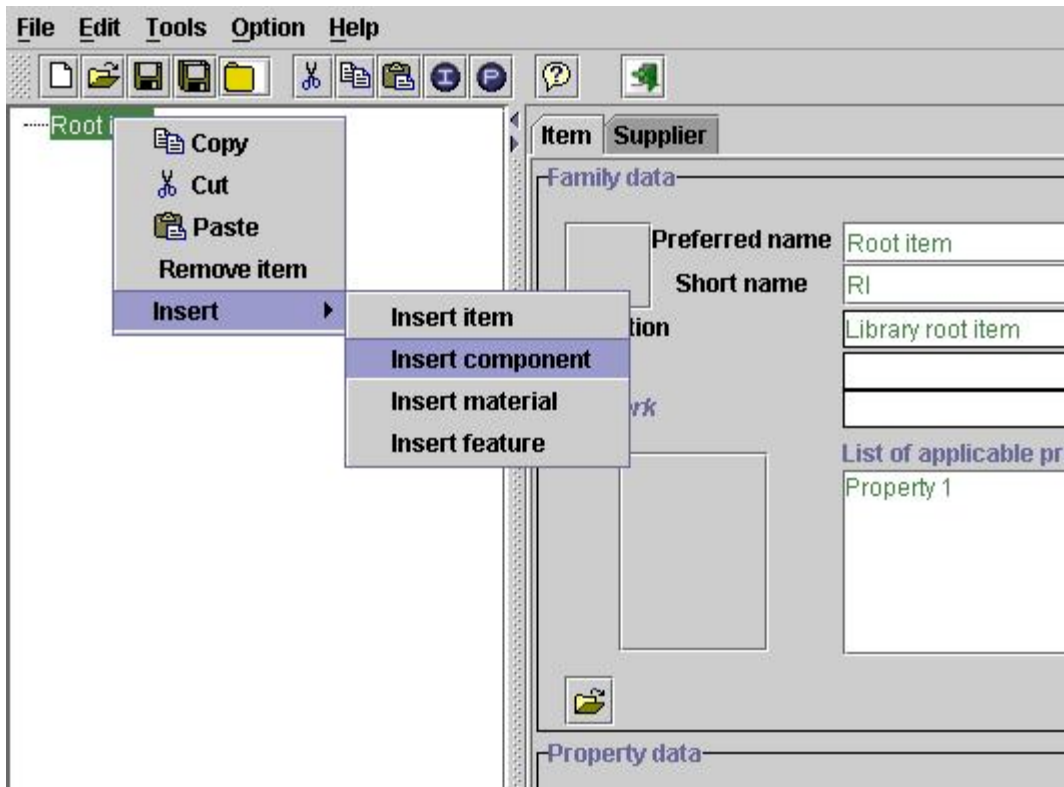 File Edit Tools Option Help
I P
Root i
Copy
Cut
Paste
Remove item
Insert
Insert item
Insert component
Insert material
Insert feature
Item Supplier
Family data
Preferred name Root item
Short name RI
tion Library root item
rk
List of applicable pr
Property 1
Property data